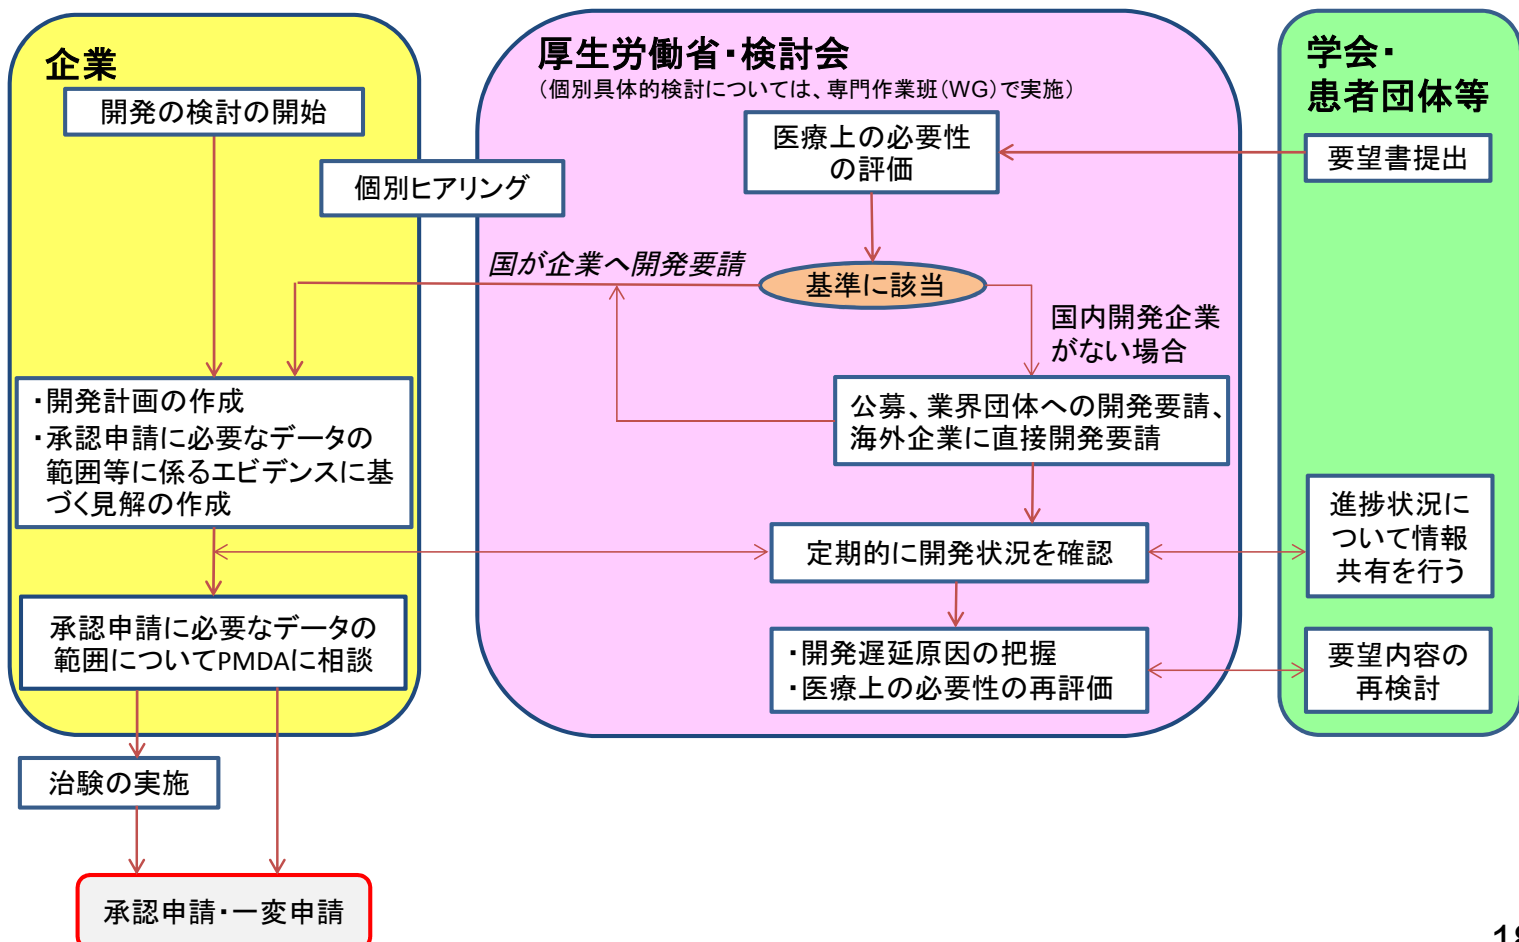 企業
開発の検討の開始
個別ヒアリング
・開発計画の作成
・承認申請に必要なデータの
範囲等に係るエビデンスに基
づく見解の作成
承認申請に必要なデータの
範囲についてPMDAに相談
治験の実施
承認申請・一変申請
厚生労働省・検討会
（個別具体的検討については、専門作業班（WG）で実施）
医療上の必要性
の評価
国が企業へ開発要請
基準に該当
国内開発企業
がない場合
公募、業界団体への開発要請、
海外企業に直接開発要請
定期的に開発状況を確認
・開発遅延原因の把握
・医療上の必要性の再評価
学会・
患者団体等
要望書提出
進捗状況に
ついて情報
共有を行う
要望内容の
再検討